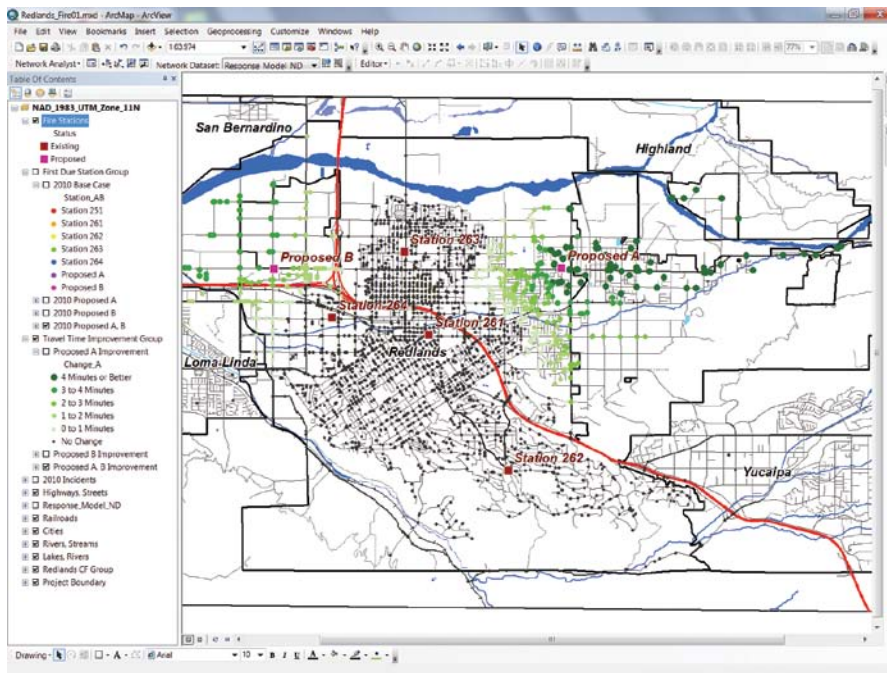 Redlands_Fire01.mxd - ArcMap - ArcView
File Edit View Bookmarks Insert Selection Geoprocessing Customize Windows Help
1:63,974
77%
Network Analyst Network Dataset: Response Model ND Editor
Table Of Contents
NAD_1983_UTM_Zone_11N
Fire Stations
Status
Existing
Proposed
First Due Station Group
2010 Base Case
Station_AB
Station 251
Station 261
Station 262
Station 263
Station 264
Proposed A
Proposed B
2010 Proposed A
2010 Proposed B
2010 Proposed A, B
Travel Time Improvement Group
Proposed A Improvement
Change_A
4 Minutes or Better
3 to 4 Minutes
2 to 3 Minutes
1 to 2 Minutes
0 to 1 Minutes
No Change
Proposed B Improvement
Proposed A, B Improvement
2010 Incidents
Highways, Streets
Response_Model_ND
Railroads
Cities
Rivers, Streams
Lakes, Rivers
Redlands CF Group
Project Boundary
San Bernardino
Highland
Station 263
Proposed B
Proposed A
Station 264
Station 261
Redlands
Loma Linda
Station 262
Yucaipa
Drawing A Arial 10 B I U A